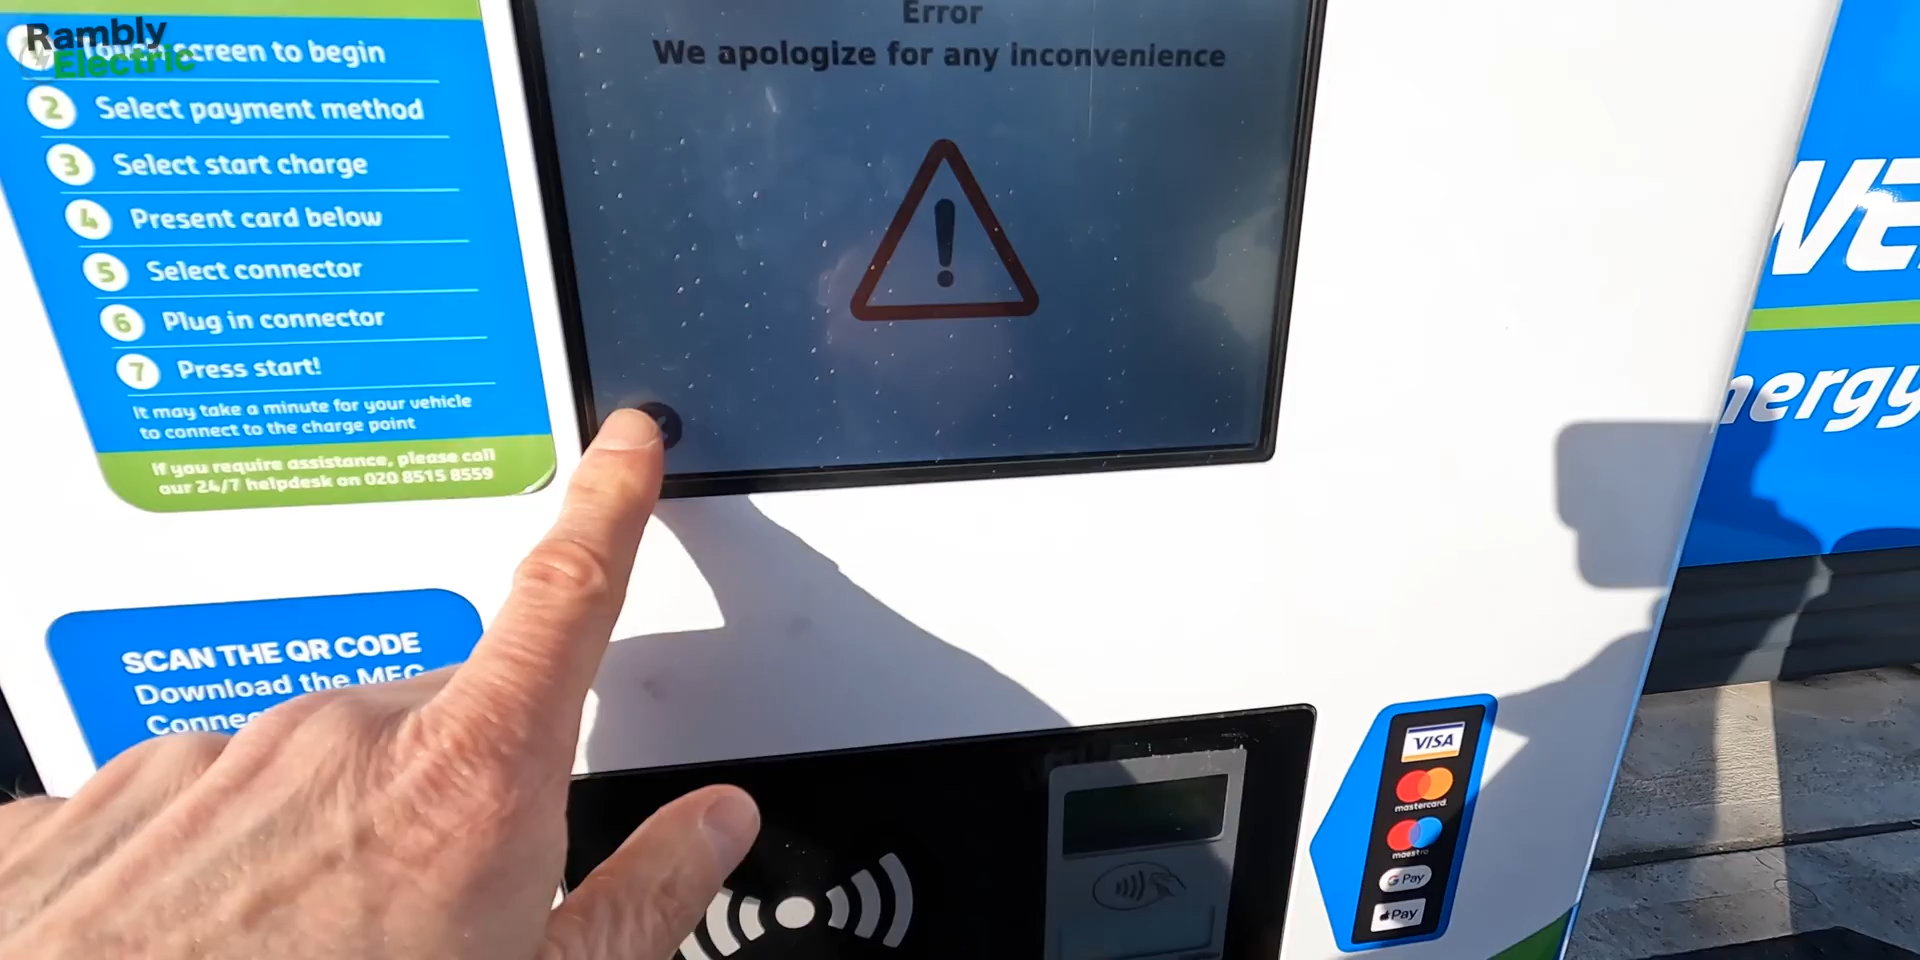 Rambly
Electric
screen to begin
2 Select payment method
3 Select start charge
4 Present card below
5 Select connector
6 Plug in connector
7 Press start!
It may take a minute for your vehicle
to connect to the charge point
If you require assistance, please call
our 24/7 helpdesk on 020 8515 8559
SCAN THE QR CODE
Download the MFG
Connec
Error
We apologize for any inconvenience
!
VISA
mastercard
maestro
G Pay
Pay
nergy